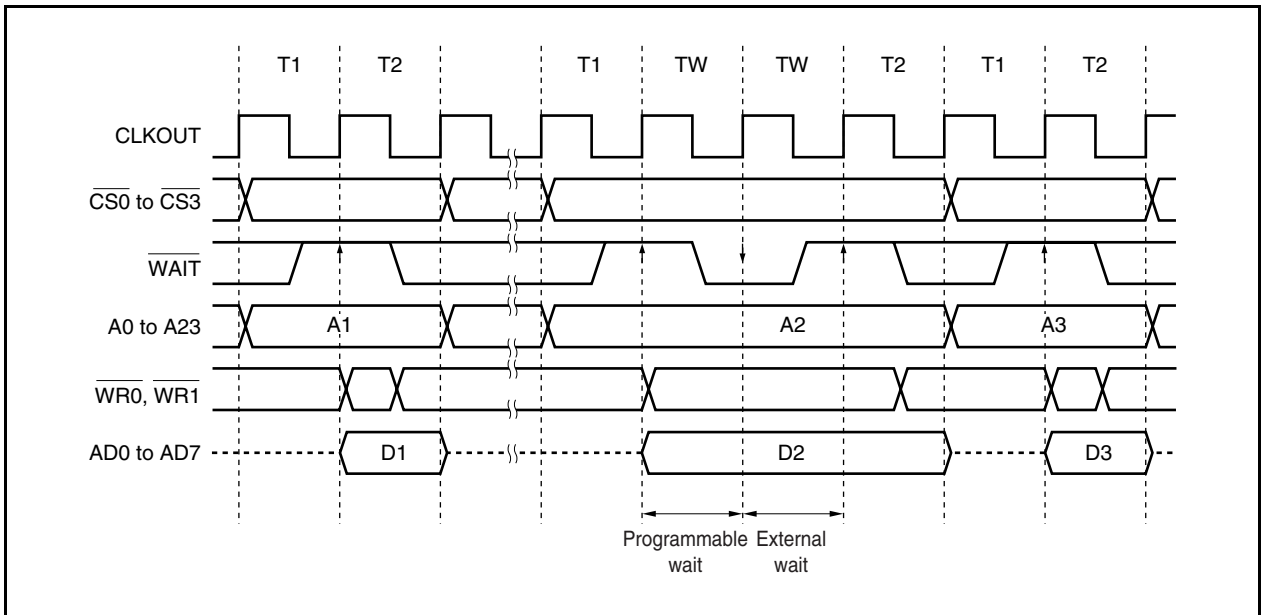 T1 T2 T1 TW TW T2 T1 T2
CLKOUT
CS0 to CS3
WAIT
A0 to A23 A1 A2 A3
WR0, WR1
AD0 to AD7 D1 D2 D3
Programmable wait
External wait